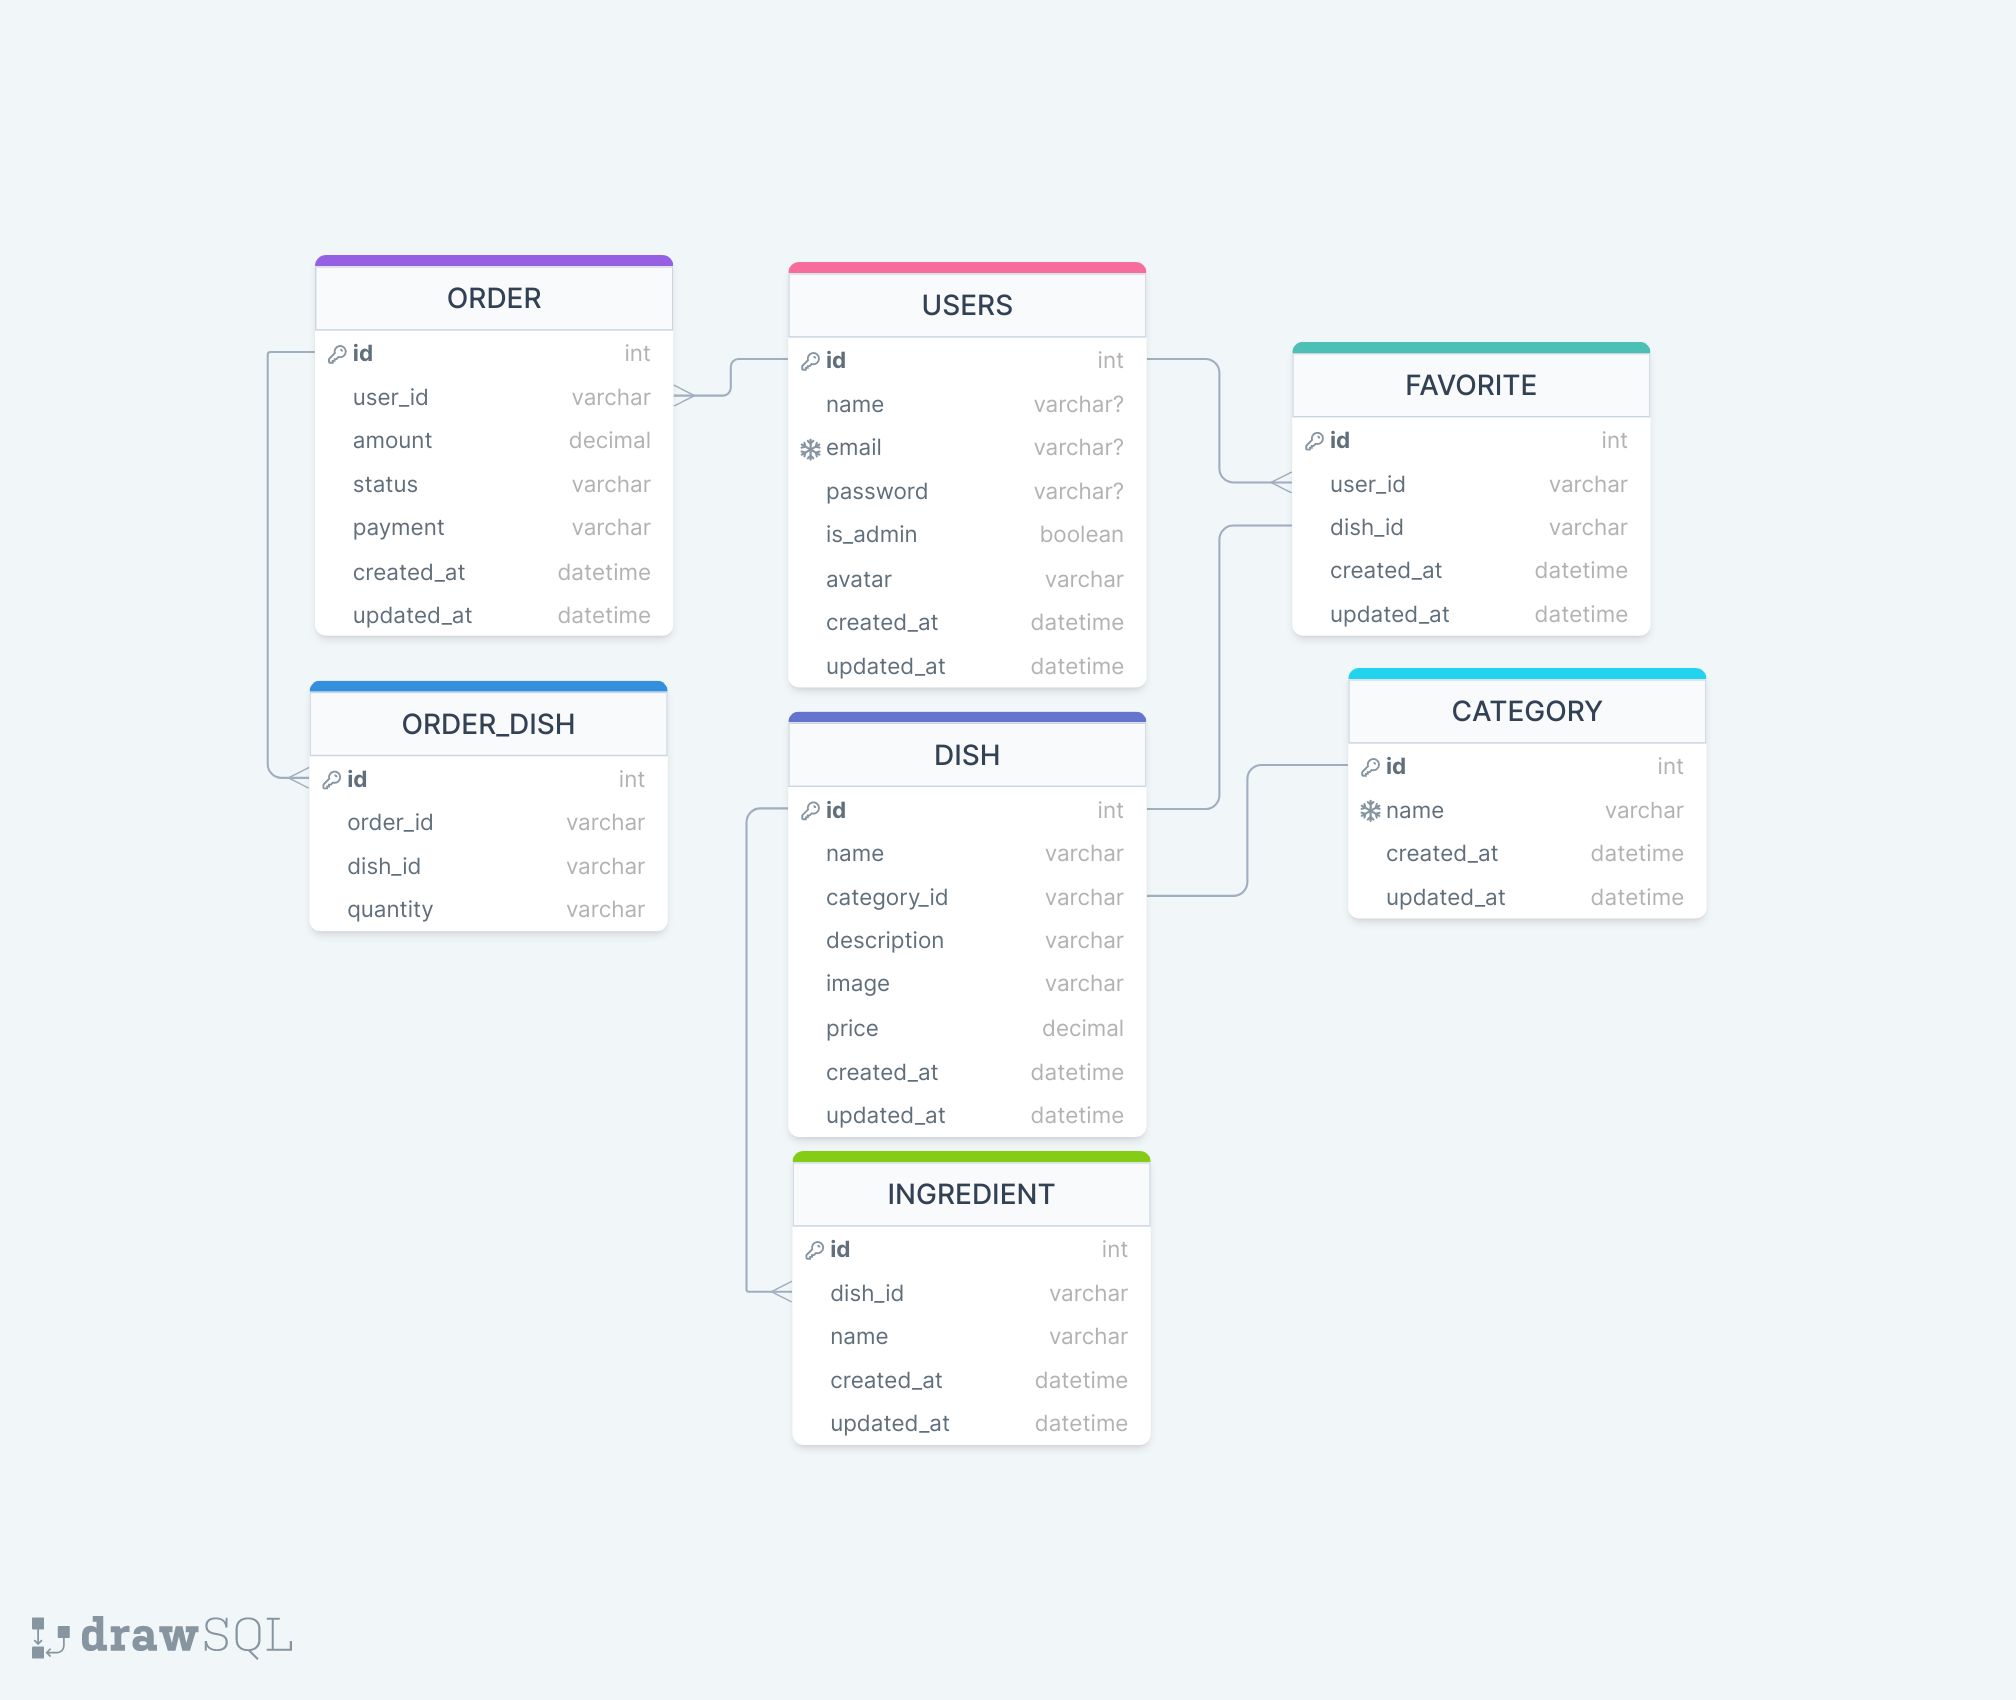 ORDER
id int
user_id varchar
amount decimal
status varchar
payment varchar
created_at datetime
updated_at datetime
USERS
id int
name varchar?
email varchar?
password varchar?
is_admin boolean
avatar varchar
created_at datetime
updated_at datetime
FAVORITE
id int
user_id varchar
dish_id varchar
created_at datetime
updated_at datetime
ORDER_DISH
id int
order_id varchar
dish_id varchar
quantity varchar
DISH
id int
name varchar
category_id varchar
description varchar
image varchar
price decimal
created_at datetime
updated_at datetime
CATEGORY
id int
name varchar
created_at datetime
updated_at datetime
INGREDIENT
id int
dish_id varchar
name varchar
created_at datetime
updated_at datetime
drawSQL